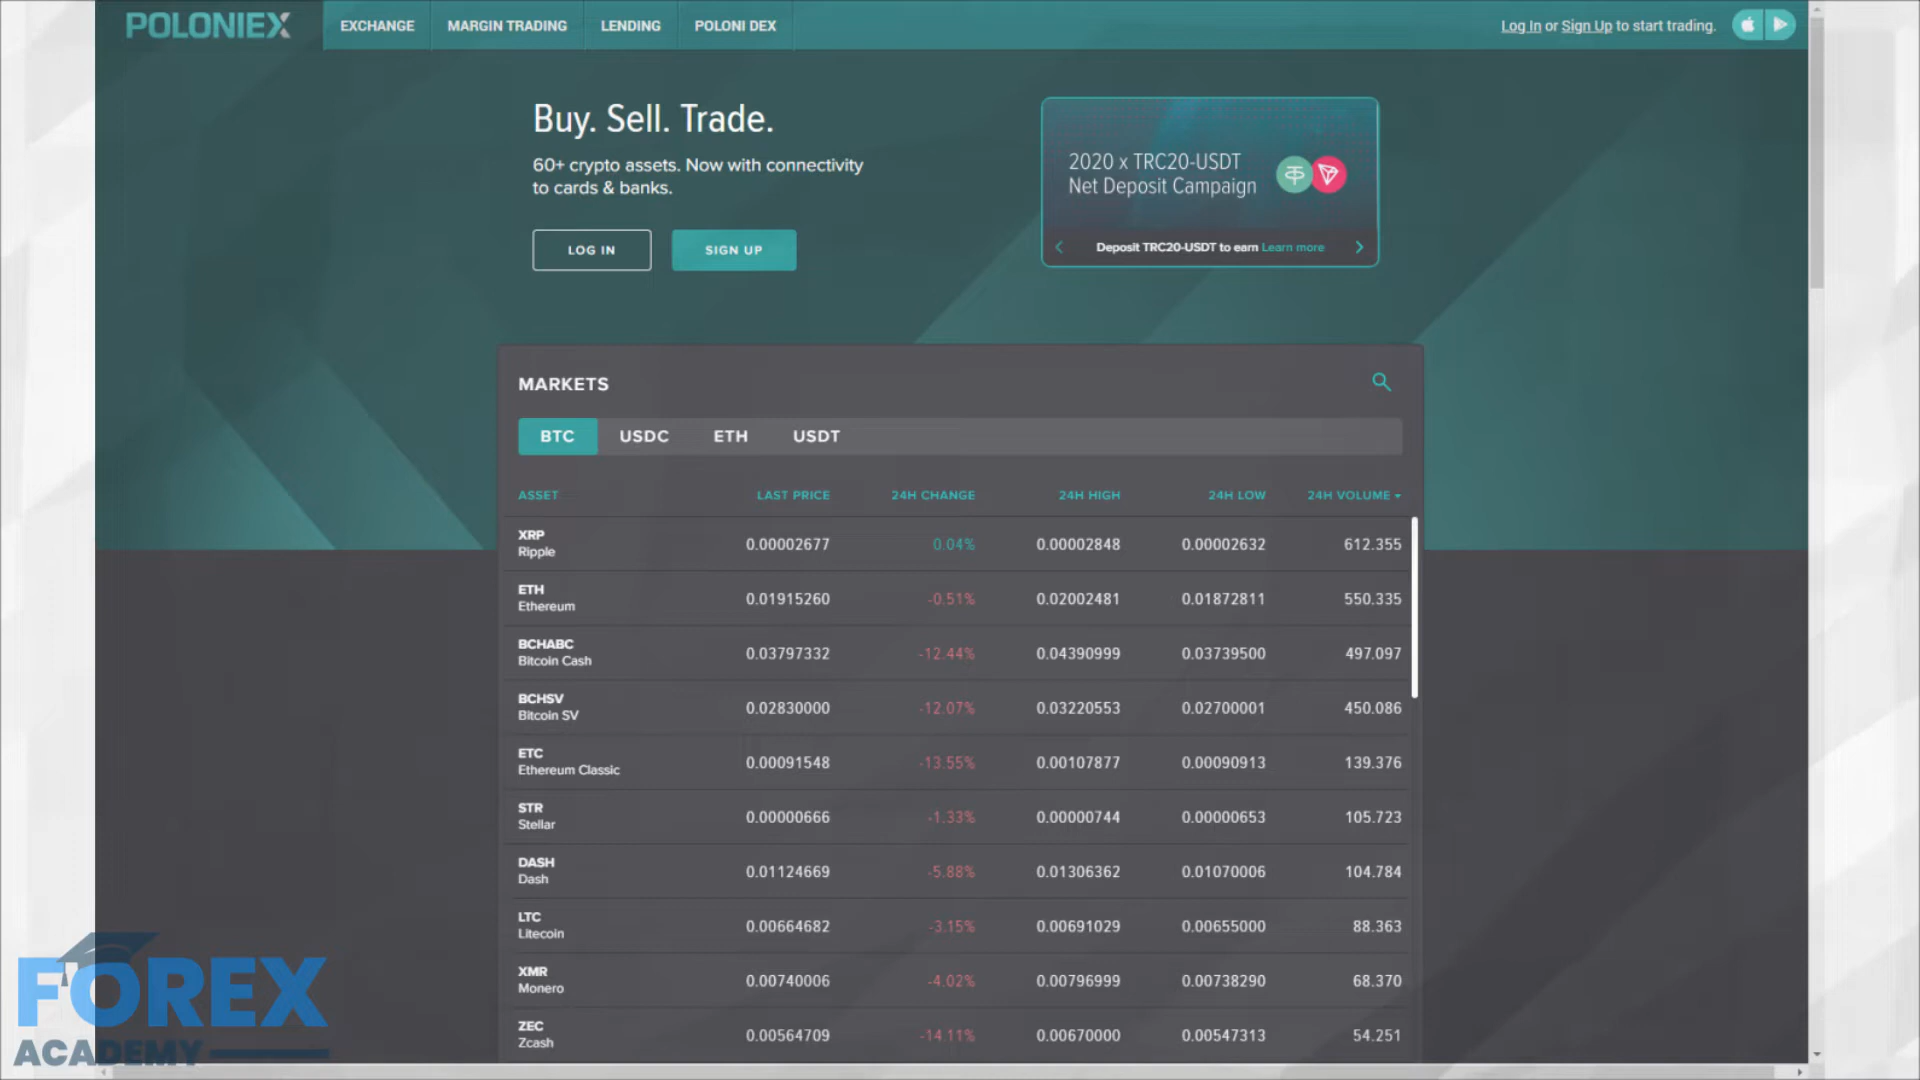 POLONIEX
EXCHANGE
MARGIN TRADING
LENDING
POLONI DEX
Log In or Sign Up to start trading.
Buy. Sell. Trade.
60+ crypto assets. Now with connectivity
to cards & banks.
LOG IN
SIGN UP
2020 x TRC20-USDT
Net Deposit Campaign
Deposit TRC20-USDT to earn Learn more
MARKETS
BTC USDC ETH USDT
ASSET LAST PRICE 24H CHANGE 24H HIGH 24H LOW 24H VOLUME
XRP
Ripple
0.00002677 0.04% 0.00002848 0.00002632 612.355
ETH
Ethereum
0.01915260 -0.51% 0.02002481 0.01872811 550.335
BCHABC
Bitcoin Cash
0.03797332 -12.44% 0.04390999 0.03739500 497.097
BCHSV
Bitcoin SV
0.02830000 -12.07% 0.03220553 0.02700001 450.086
ETC
Ethereum Classic
0.00091548 -13.55% 0.00107877 0.00090913 139.376
STR
Stellar
0.00000666 -1.33% 0.00000744 0.00000653 105.723
DASH
Dash
0.01124669 -5.88% 0.01306362 0.01070006 104.784
LTC
Litecoin
0.00664682 -3.15% 0.00691029 0.00655000 88.363
XMR
Monero
0.00740006 -4.02% 0.00796999 0.00738290 68.370
ZEC
Zcash
0.00564709 -14.11% 0.00670000 0.00547313 54.251
FOREX
ACADEMY